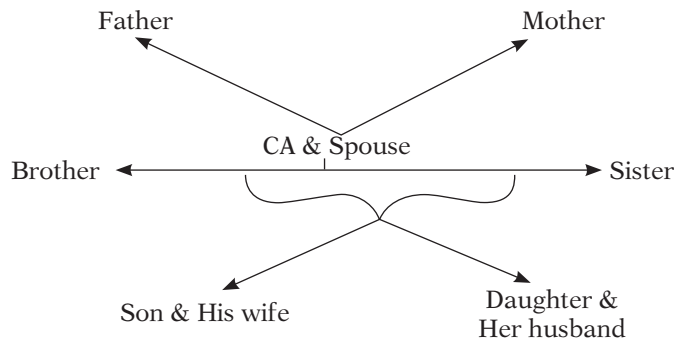 Father
Mother
CA & Spouse
Brother
Sister
Son & His wife
Daughter &
Her husband